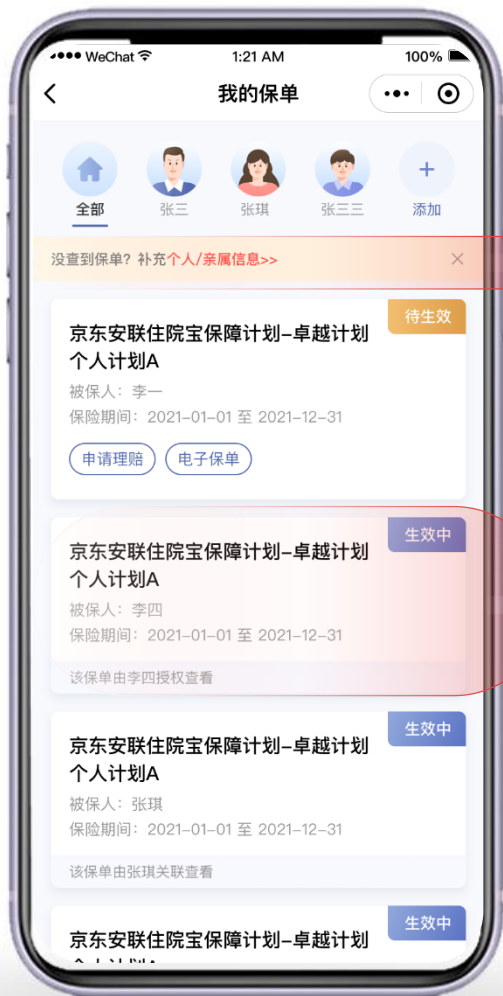 WeChat 1:21 AM 100%
我的保单
全部 张三 张琪 张三三 添加
没查到保单？补充个人/亲属信息>>
待生效
京东安联住院宝保障计划–卓越计划
个人计划A
被保人：李一
保险期间：2021–01–01 至 2021–12–31
申请理赔 电子保单
生效中
京东安联住院宝保障计划–卓越计划
个人计划A
被保人：李四
保险期间：2021–01–01 至 2021–12–31
该保单由李四授权查看
生效中
京东安联住院宝保障计划–卓越计划
个人计划A
被保人：张琪
保险期间：2021–01–01 至 2021–12–31
该保单由张琪关联查看
生效中
京东安联住院宝保障计划–卓越计划